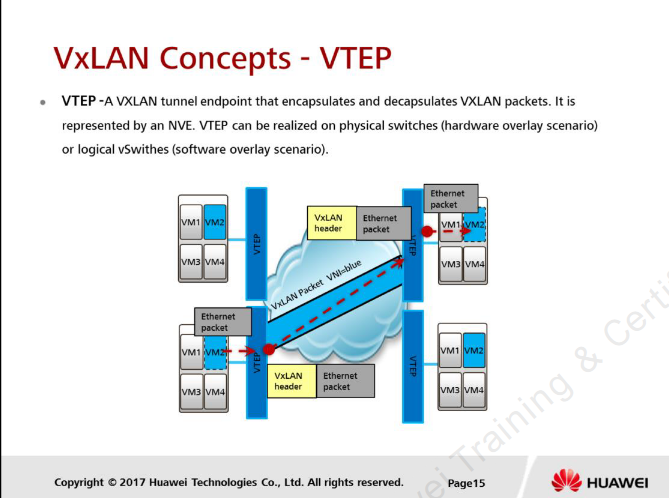 VxLAN Concepts - VTEP
VTEP -A VXLAN tunnel endpoint that encapsulates and decapsulates VXLAN packets. It is
represented by an NVE. VTEP can be realized on physical switches (hardware overlay scenario)
or logical vSwithes (software overlay scenario).
Ethernet
packet
VxLAN
header
Ethernet
packet
VM1 VM2
VM3 VM4
VTEP
VTEP
VM1 VM2
VM3 VM4
VxLAN Packet VNI=blue
Ethernet
packet
VM1 VM2
VM3 VM4
VTEP
VxLAN
header
Ethernet
packet
VTEP
VM1 VM2
VM3 VM4
Training &
Copyright © 2017 Huawei Technologies Co., Ltd. All rights reserved.
Page15
HUAWEI